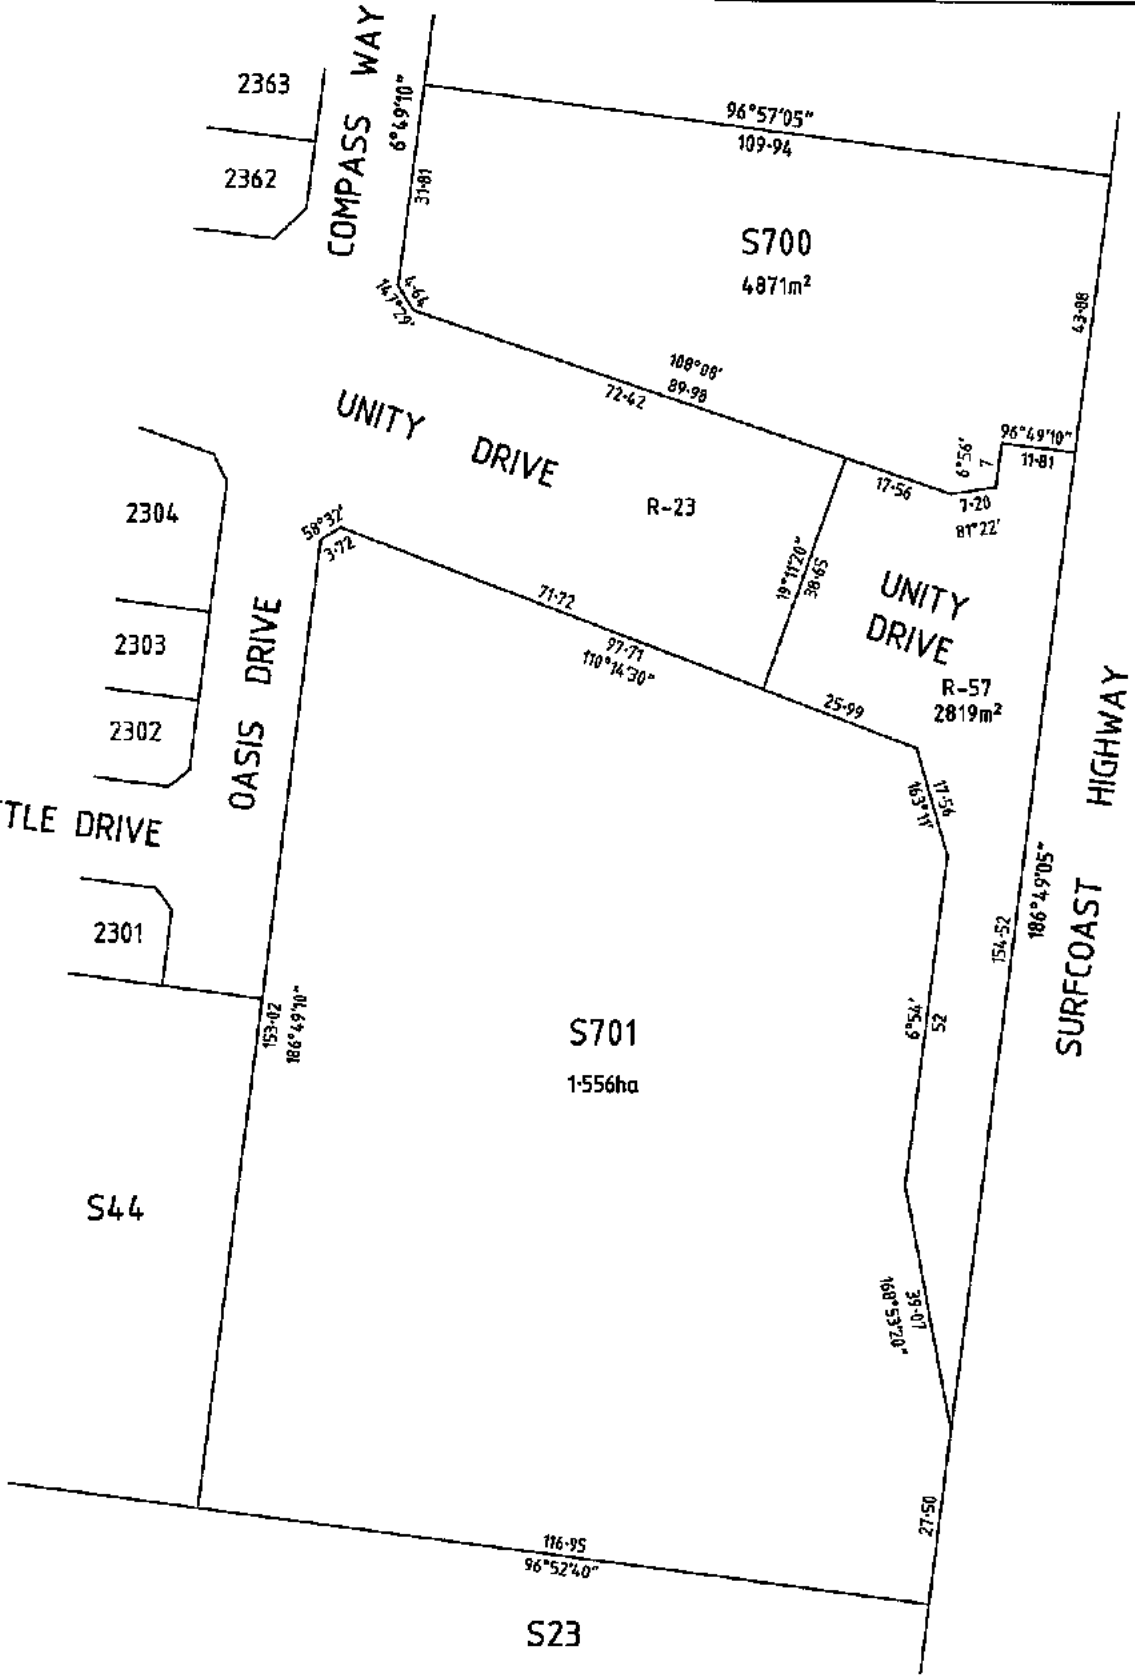 2363
2362
COMPASS WAY
6°49'10"
31·81
96°57'05"
109·94
S700
4871m²
43·88
4·64
147°29'
108°08'
89·98
72·42
17·56
6°56'
7
96°49'10"
11·81
7·20
81°22'
UNITY DRIVE
R-23
2304
2303
2302
58°32'
3·72
71·72
97·71
110°14'30"
19°11'20"
38·65
UNITY
DRIVE
R-57
2819m²
25·99
OASIS DRIVE
TLE DRIVE
2301
163°11'
17·56
SURFCOAST HIGHWAY
154·52
186°49'05"
153·02
186°49'10"
S701
1·556ha
6°54'
52
S44
39·07
168°53'20"
27·50
116·95
96°52'40"
S23